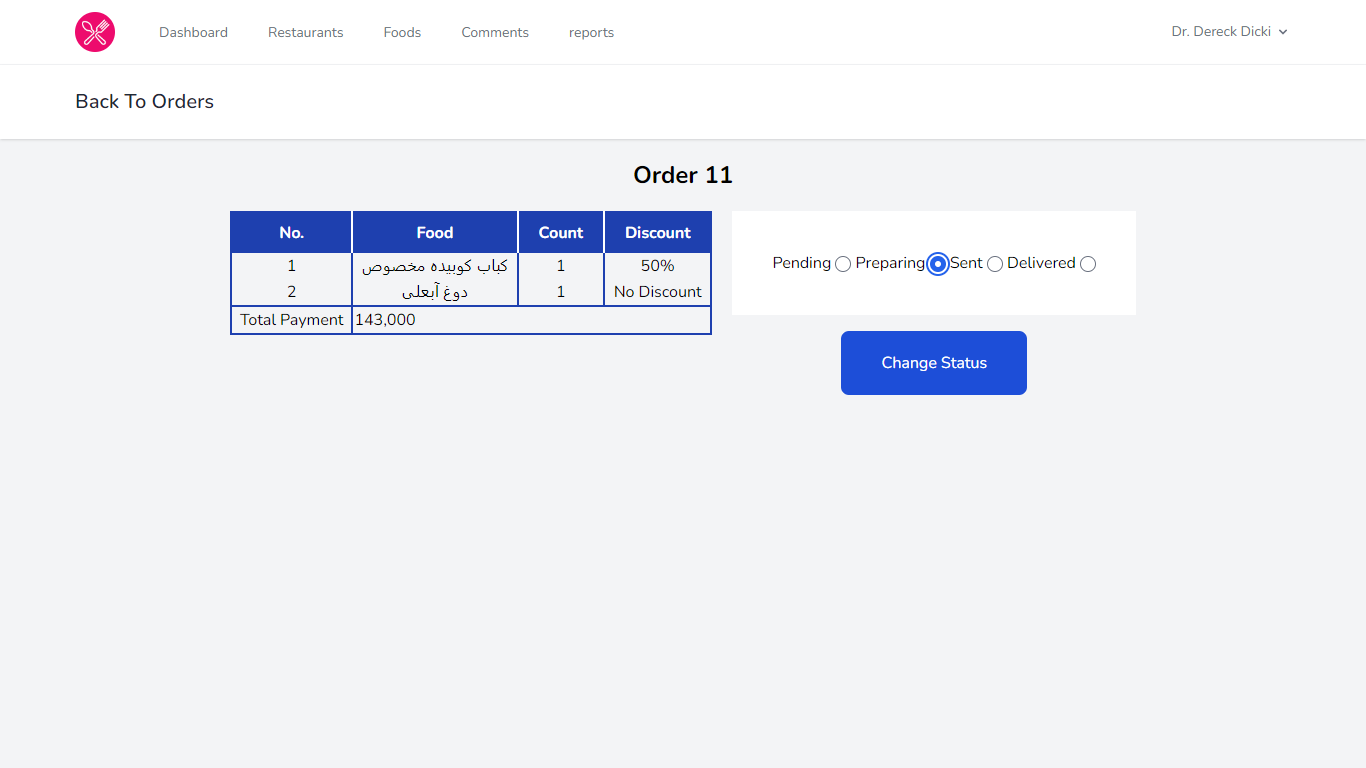 Dashboard Restaurants Foods Comments reports Dr. Dereck Dicki
Back To Orders
Order 11
No. Food Count Discount
1 کباب کوبیده مخصوص 1 50%
2 دوغ آبعلی 1 No Discount
Total Payment 143,000
Pending Preparing Sent Delivered
Change Status